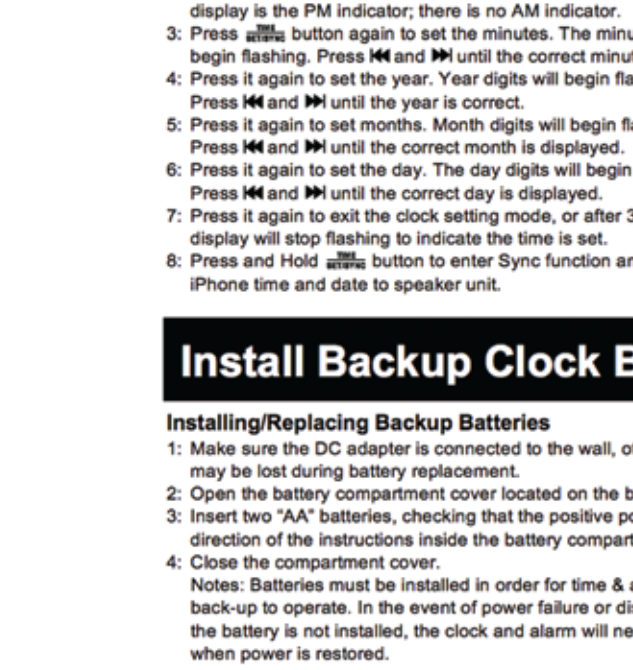 display is the PM indicator; there is no AM indicator.
3: Press TIME SET/SYNC button again to set the minutes. The minu
begin flashing. Press ⏮ and ⏭ until the correct minut
4: Press it again to set the year. Year digits will begin fla
Press ⏮ and ⏭ until the year is correct.
5: Press it again to set months. Month digits will begin fla
Press ⏮ and ⏭ until the correct month is displayed.
6: Press it again to set the day. The day digits will begin
Press ⏮ and ⏭ until the correct day is displayed.
7: Press it again to exit the clock setting mode, or after 3
display will stop flashing to indicate the time is set.
8: Press and Hold TIME SET/SYNC button to enter Sync function an
iPhone time and date to speaker unit.
Install Backup Clock B
Installing/Replacing Backup Batteries
1: Make sure the DC adapter is connected to the wall, ot
may be lost during battery replacement.
2: Open the battery compartment cover located on the b
3: Insert two "AA" batteries, checking that the positive po
direction of the instructions inside the battery compart
4: Close the compartment cover.
Notes: Batteries must be installed in order for time & a
back-up to operate. In the event of power failure or dis
the battery is not installed, the clock and alarm will ne
when power is restored.